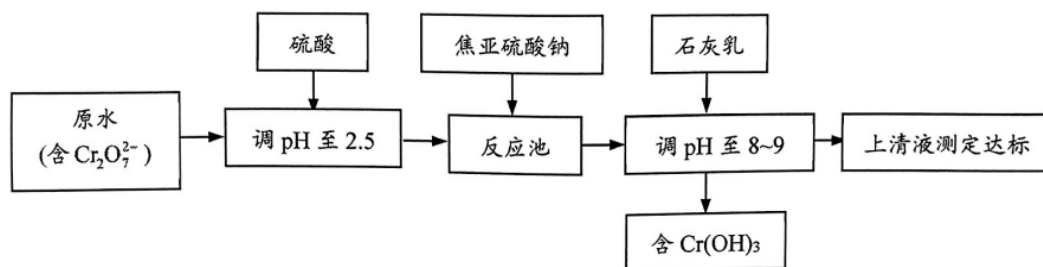 硫酸
焦亚硫酸钠
石灰乳
原水
(含 Cr₂O₇²⁻)
调 pH 至 2.5
反应池
调 pH 至 8~9
上清液测定达标
含 Cr(OH)₃